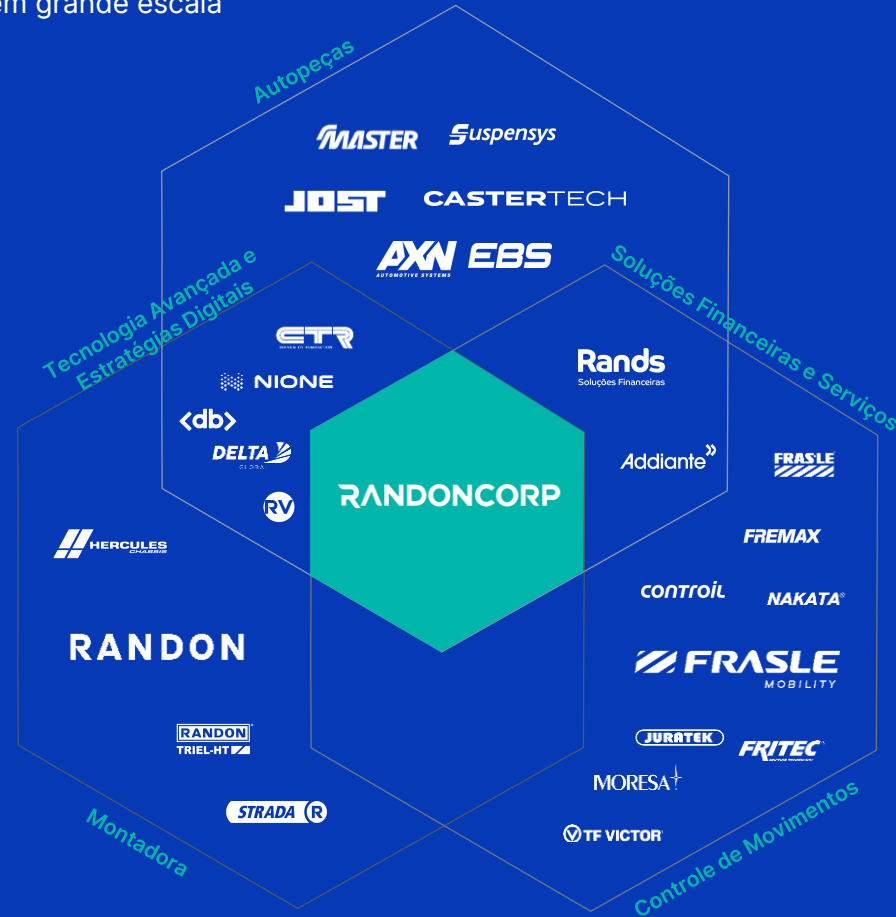 em grande escala
Autopeças
MASTER
Suspensys
JOST
CASTERTECH
AXN
AUTOMOTIVE SYSTEMS
EBS
Tecnologia Avançada e
Estratégias Digitais
Soluções Financeiras e Serviços
CTR
NIONE
<db>
DELTA
GLOBAL
RV
Rands
Soluções Financeiras
Addiante
RANDONCORP
FRAS-LE
FREMAX
controil
NAKATA®
FRASLE
MOBILITY
JURATEK
FRITEC
MORESA
TF VICTOR
HERCULES
CHASSIS
RANDON
RANDON
TRIEL-HT
STRADA R
Montadora
Controle de Movimentos